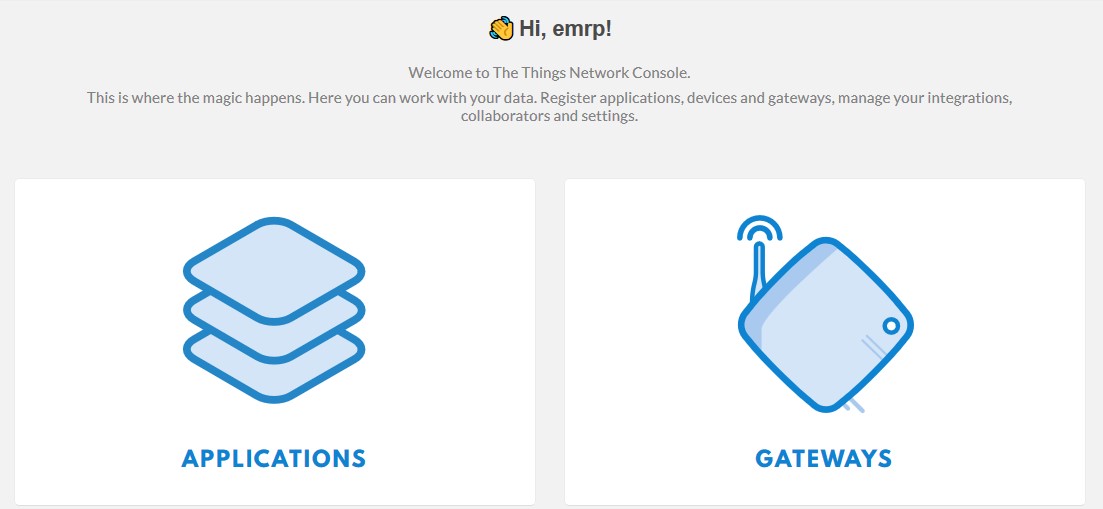 👋 Hi, emrp!
Welcome to The Things Network Console.
This is where the magic happens. Here you can work with your data. Register applications, devices and gateways, manage your integrations,
collaborators and settings.
APPLICATIONS
GATEWAYS